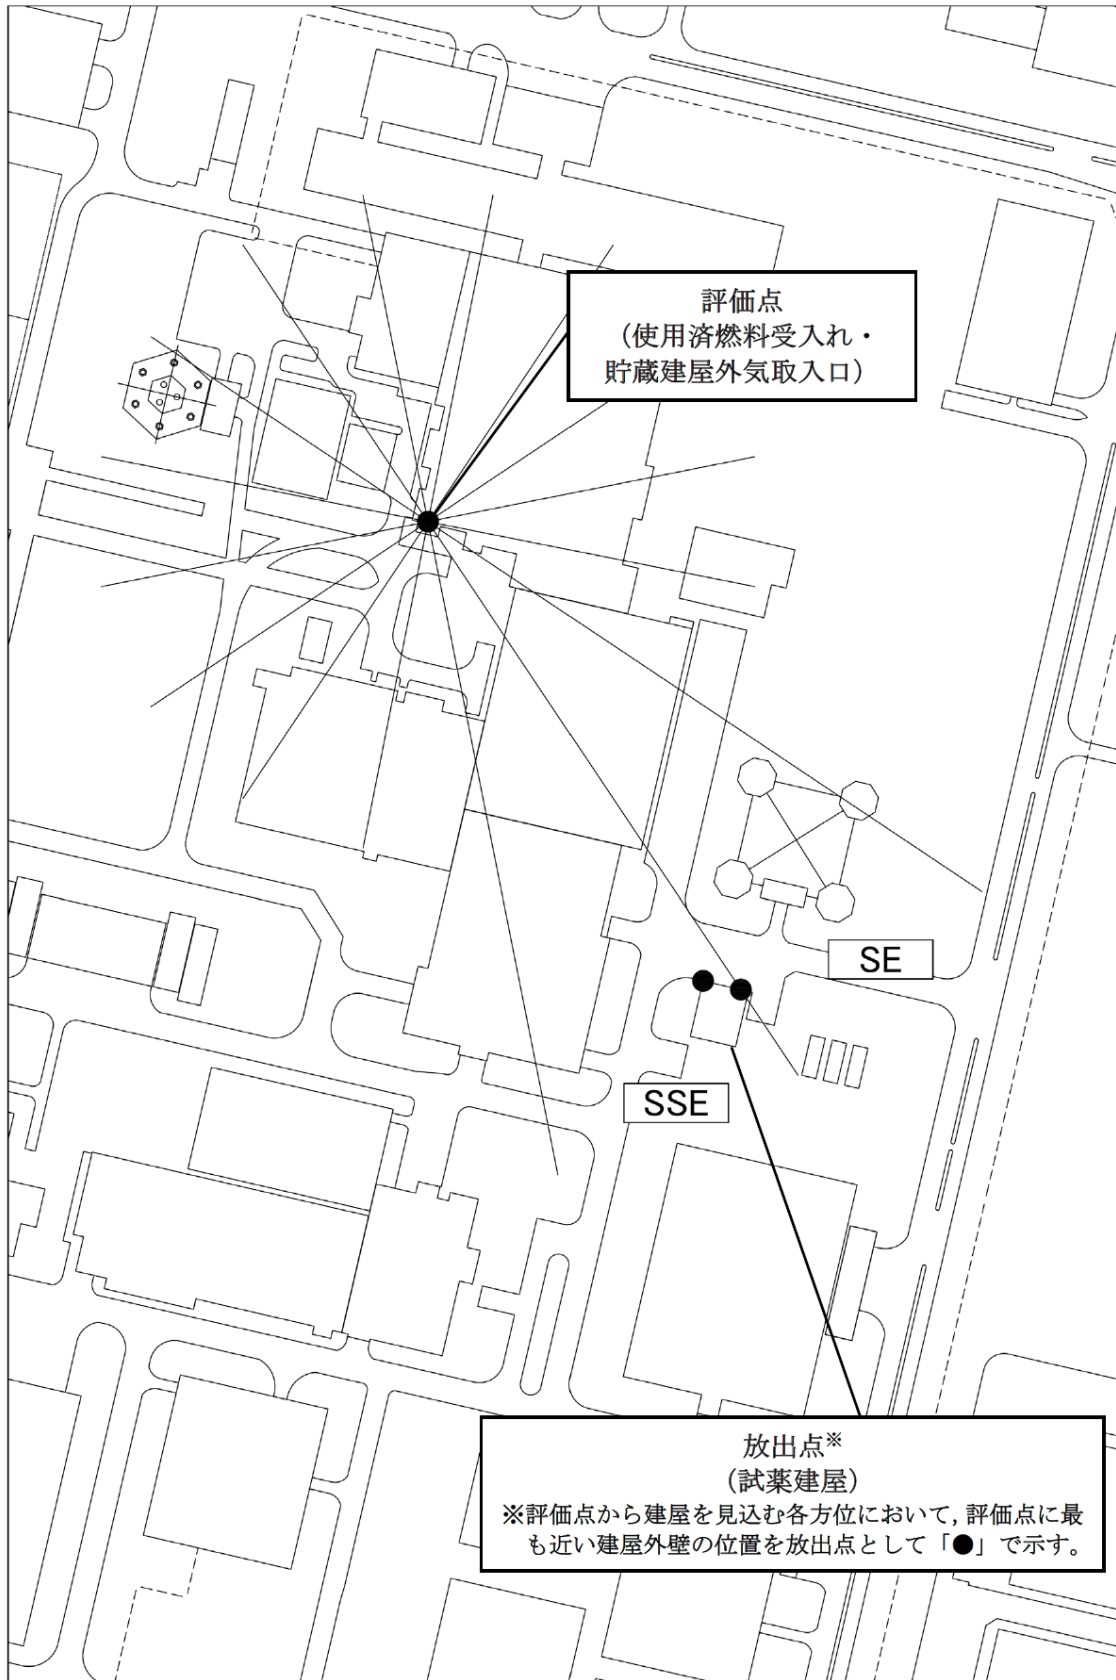 評価点
（使用済燃料受入れ・
貯蔵建屋外気取入口）
SE
SSE
放出点※
（試薬建屋）
※評価点から建屋を見込む各方位において，評価点に最
も近い建屋外壁の位置を放出点として「●」で示す。